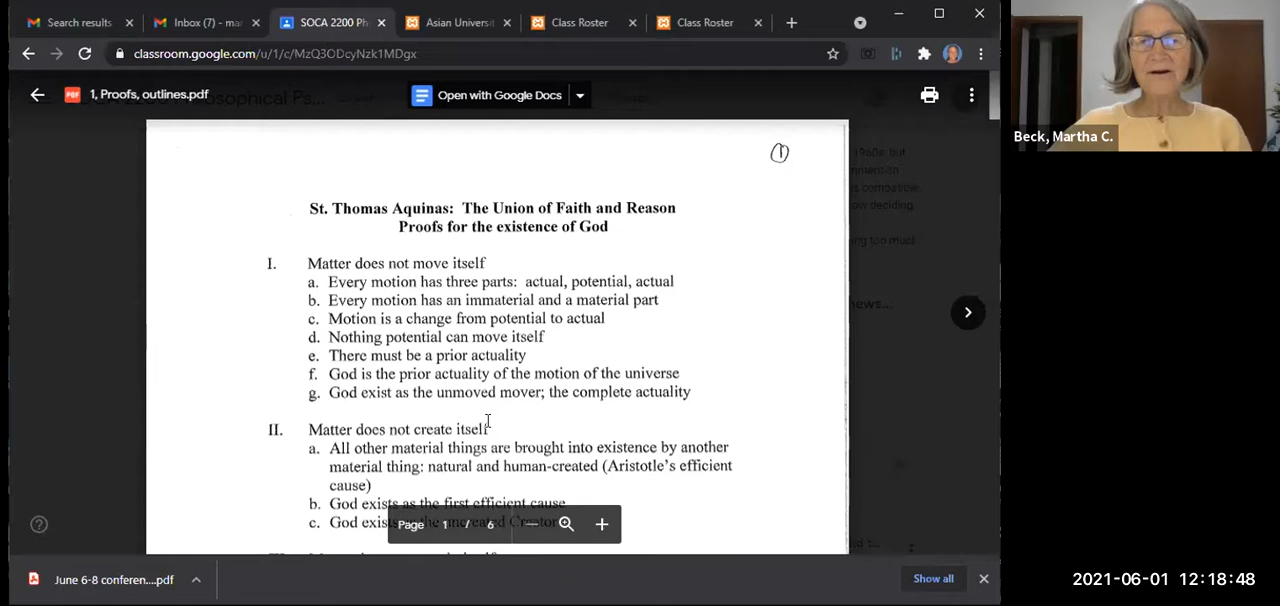 Search results
Inbox (7) - ma
SOCA 2200 Ph
Asian Universit
Class Roster
Class Roster
classroom.google.com/u/1/c/MzQ3ODcyNzk1MDgx
1, Proofs, outlines.pdf
Open with Google Docs
Beck, Martha C.
1
St. Thomas Aquinas: The Union of Faith and Reason
Proofs for the existence of God
I. Matter does not move itself
a. Every motion has three parts: actual, potential, actual
b. Every motion has an immaterial and a material part
c. Motion is a change from potential to actual
d. Nothing potential can move itself
e. There must be a prior actuality
f. God is the prior actuality of the motion of the universe
g. God exist as the unmoved mover; the complete actuality
II. Matter does not create itself
a. All other material things are brought into existence by another
material thing: natural and human-created (Aristotle's efficient
cause)
b. God exists as the first efficient cause
c. God exists the uncreated Creator
Page 1 / 6
June 6-8 conferen....pdf
Show all
2021-06-01 12:18:48